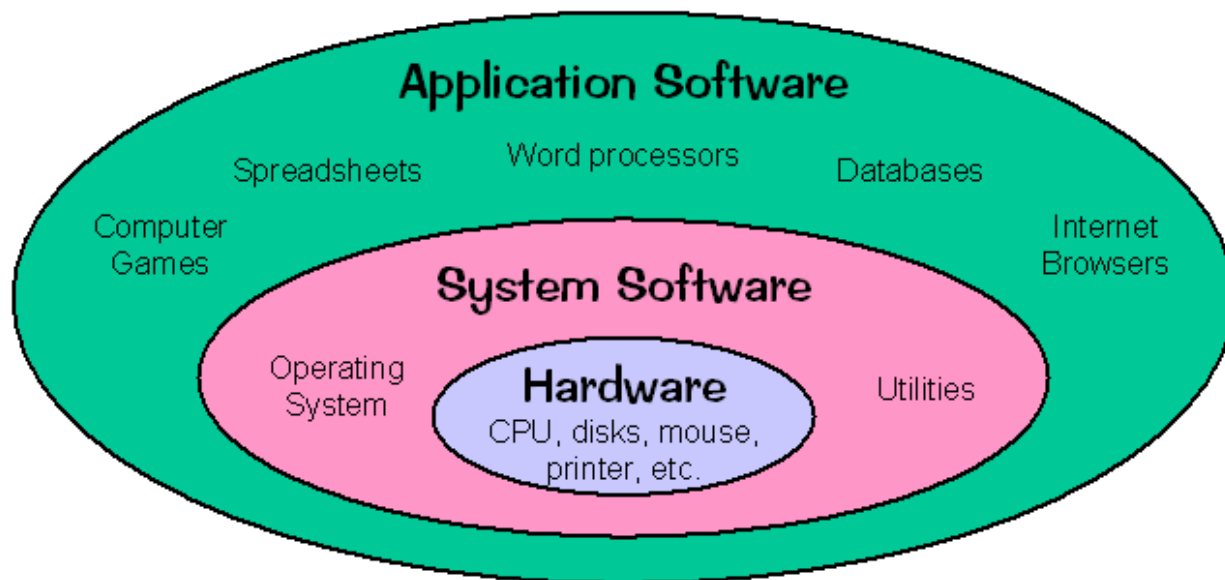 Application Software
Word processors
Spreadsheets
Databases
Computer
Games
Internet
Browsers
System Software
Operating
System
Utilities
Hardware
CPU, disks, mouse,
printer, etc.